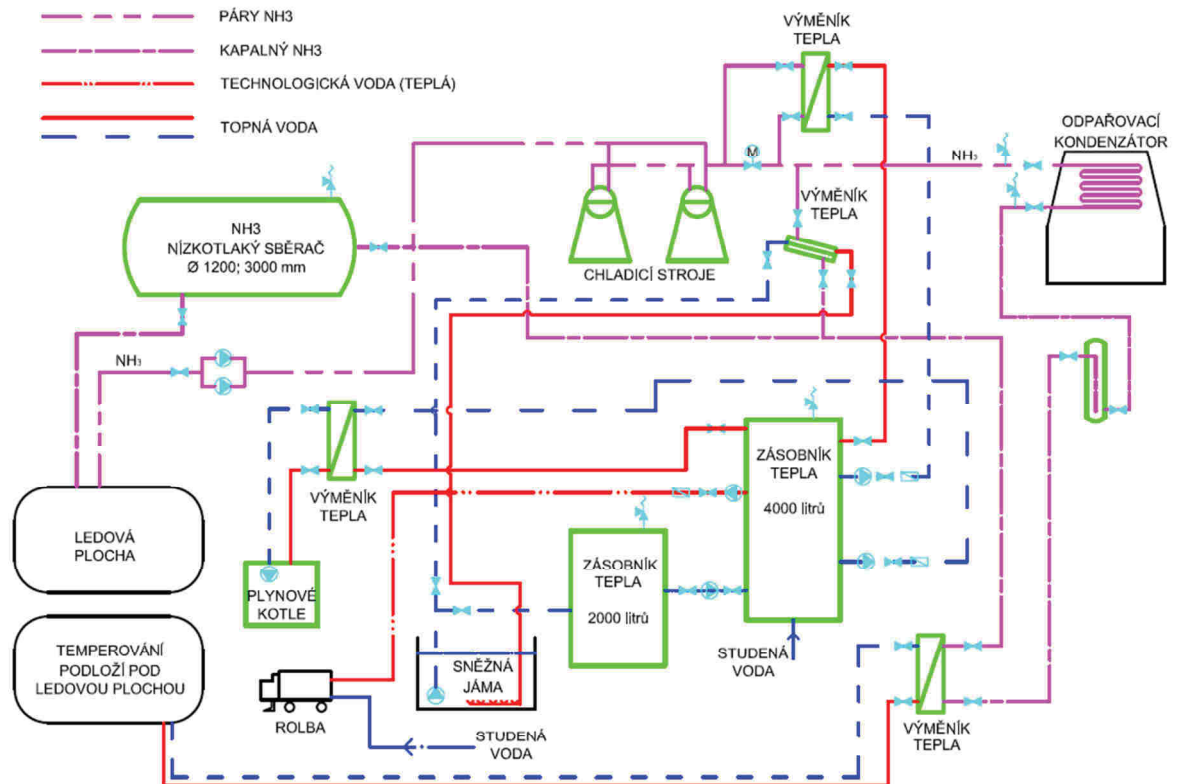 PÁRY NH3
KAPALNÝ NH3
TECHNOLOGICKÁ VODA (TEPLÁ)
TOPNÁ VODA
VÝMĚNÍK
TEPLA
ODPAŘOVACÍ
KONDENZÁTOR
M
NH₃
NH3
NÍZKOTLAKÝ SBĚRAČ
Ø 1200; 3000 mm
VÝMĚNÍK
TEPLA
CHLADICÍ STROJE
NH₃
VÝMĚNÍK
TEPLA
ZÁSOBNÍK
TEPLA
4000 litrů
LEDOVÁ
PLOCHA
ZÁSOBNÍK
TEPLA
2000 litrů
PLYNOVÉ
KOTLE
TEMPEROVÁNÍ
PODLOŽÍ POD
LEDOVOU PLOCHOU
SNĚŽNÁ
JÁMA
STUDENÁ
VODA
ROLBA
STUDENÁ
VODA
VÝMĚNÍK
TEPLA